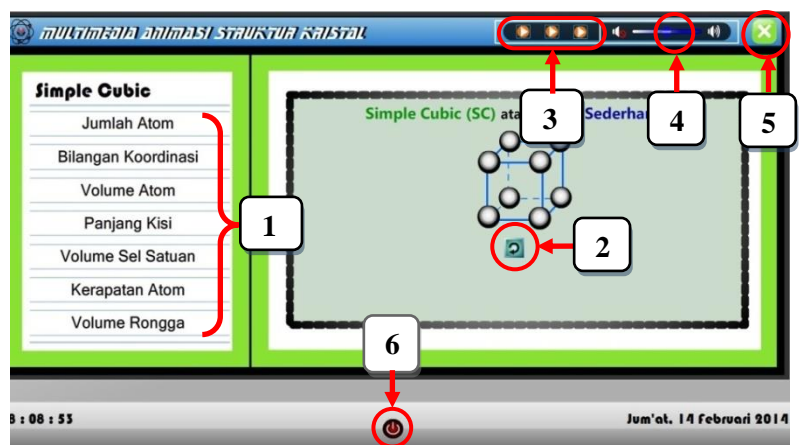 MULTIMEDIA ANIMASI STRUKTUR KRISTAL
Simple Cubic
Jumlah Atom
Bilangan Koordinasi
Volume Atom
Panjang Kisi
Volume Sel Satuan
Kerapatan Atom
Volume Rongga
1
Simple Cubic (SC) ata
Sederha
2
3
4
5
6
: 08 : 53
Jum'at, 14 Februari 2014